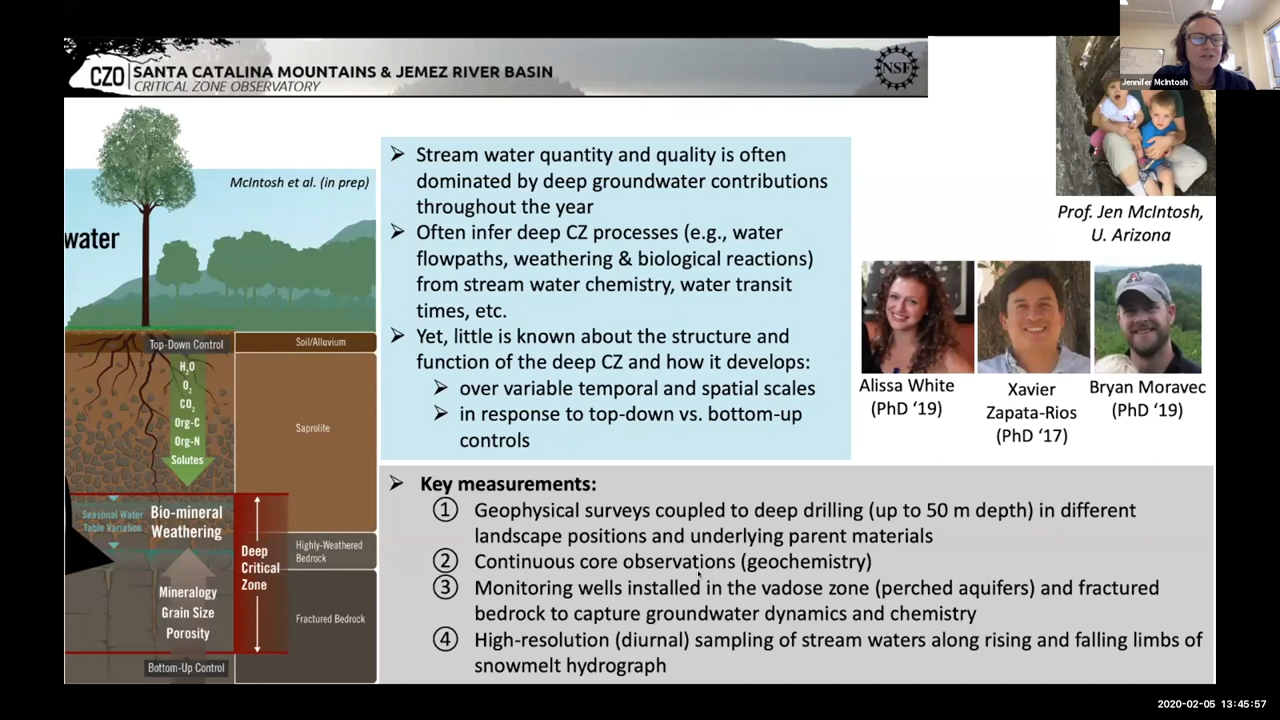 CZO
SANTA CATALINA MOUNTAINS & JEMEZ RIVER BASIN
CRITICAL ZONE OBSERVATORY
NSF
Jennifer McIntosh
McIntosh et al. (in prep)
water
Top-Down Control
H₂O
O₂
CO₂
Org-C
Org-N
Solutes
Seasonal Water
Table Variation
Bio-mineral
Weathering
Mineralogy
Grain Size
Porosity
Bottom-Up Control
Deep
Critical
Zone
Soil/Alluvium
Saprolite
Highly-Weathered
Bedrock
Fractured Bedrock
➢ Stream water quantity and quality is often
dominated by deep groundwater contributions
throughout the year
➢ Often infer deep CZ processes (e.g., water
flowpaths, weathering & biological reactions)
from stream water chemistry, water transit
times, etc.
➢ Yet, little is known about the structure and
function of the deep CZ and how it develops:
➢ over variable temporal and spatial scales
➢ in response to top-down vs. bottom-up
controls
Prof. Jen McIntosh,
U. Arizona
Alissa White
(PhD ‘19)
Xavier
Zapata-Rios
(PhD ‘17)
Bryan Moravec
(PhD ‘19)
➢ Key measurements:
① Geophysical surveys coupled to deep drilling (up to 50 m depth) in different
landscape positions and underlying parent materials
② Continuous core observations (geochemistry)
③ Monitoring wells installed in the vadose zone (perched aquifers) and fractured
bedrock to capture groundwater dynamics and chemistry
④ High-resolution (diurnal) sampling of stream waters along rising and falling limbs of
snowmelt hydrograph
2020-02-05 13:45:57